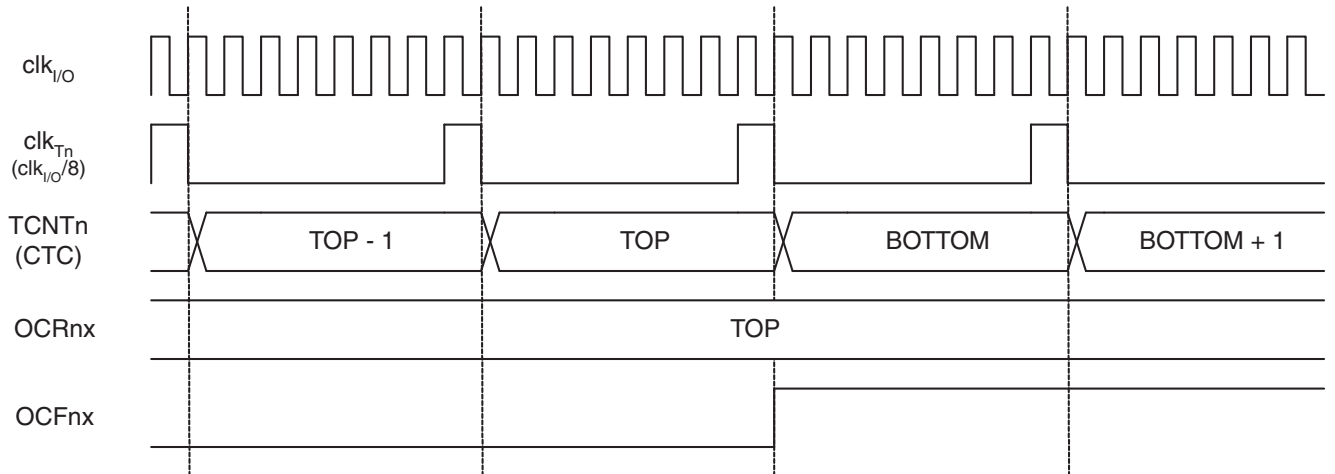 clkI/O
clkTn
(clkI/O/8)
TCNTn
(CTC)
TOP - 1
TOP
BOTTOM
BOTTOM + 1
OCRnx
TOP
OCFnx